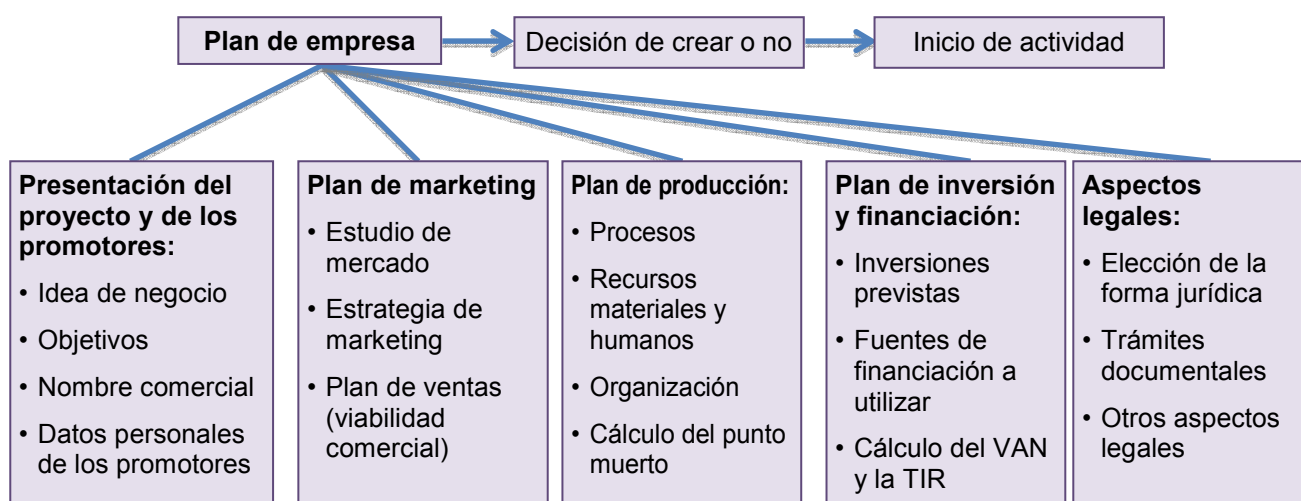 Plan de empresa
Decisión de crear o no
Inicio de actividad
Presentación del
proyecto y de los
promotores:
• Idea de negocio
• Objetivos
• Nombre comercial
• Datos personales
de los promotores
Plan de marketing
• Estudio de
mercado
• Estrategia de
marketing
• Plan de ventas
(viabilidad
comercial)
Plan de producción:
• Procesos
• Recursos
materiales y
humanos
• Organización
• Cálculo del punto
muerto
Plan de inversión
y financiación:
• Inversiones
previstas
• Fuentes de
financiación a
utilizar
• Cálculo del VAN
y la TIR
Aspectos
legales:
• Elección de la
forma jurídica
• Trámites
documentales
• Otros aspectos
legales